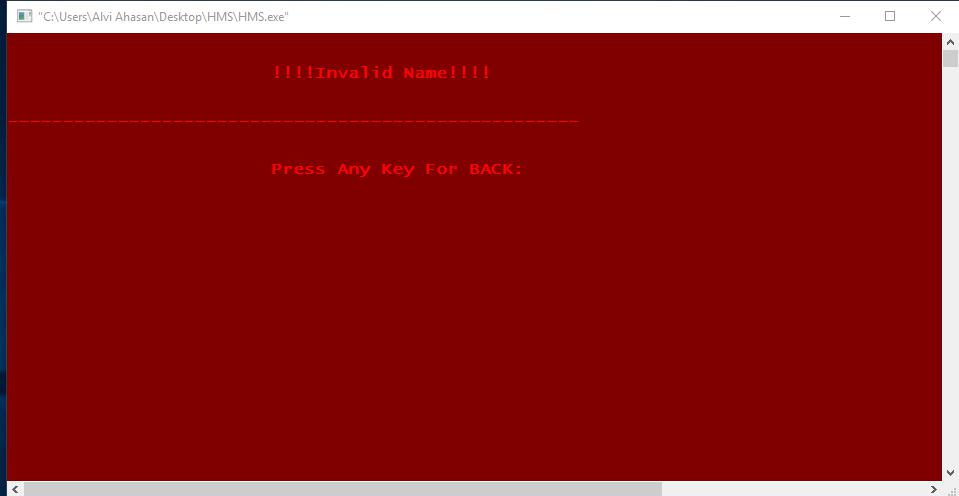 "C:\Users\Alvi Ahasan\Desktop\HMS\HMS.exe"
!!!!Invalid Name!!!!
----------------------------------------------------
Press Any Key For BACK: